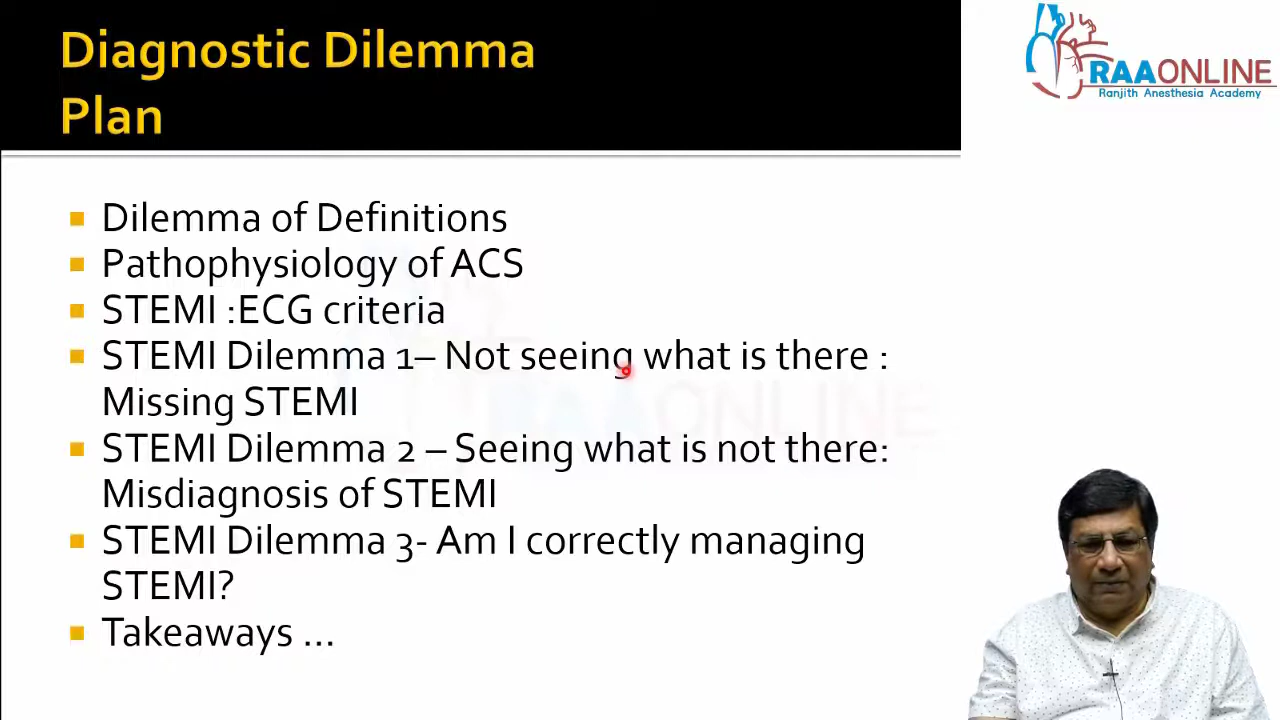 Diagnostic Dilemma
Plan
RAAONLINE
Ranjith Anesthesia Academy
Dilemma of Definitions
Pathophysiology of ACS
STEMI :ECG criteria
STEMI Dilemma 1– Not seeing what is there :
Missing STEMI
STEMI Dilemma 2 – Seeing what is not there:
Misdiagnosis of STEMI
STEMI Dilemma 3- Am I correctly managing
STEMI?
Takeaways ...
RAAONLINE